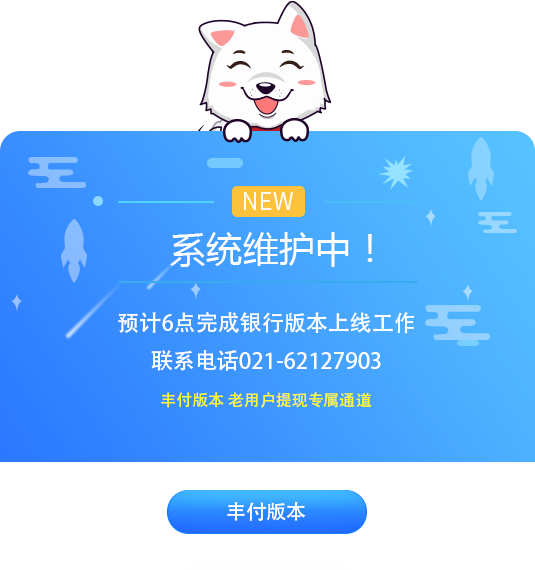 NEW
系统维护中！
预计6点完成银行版本上线工作
联系电话021-62127903
丰付版本 老用户提现专属通道
丰付版本